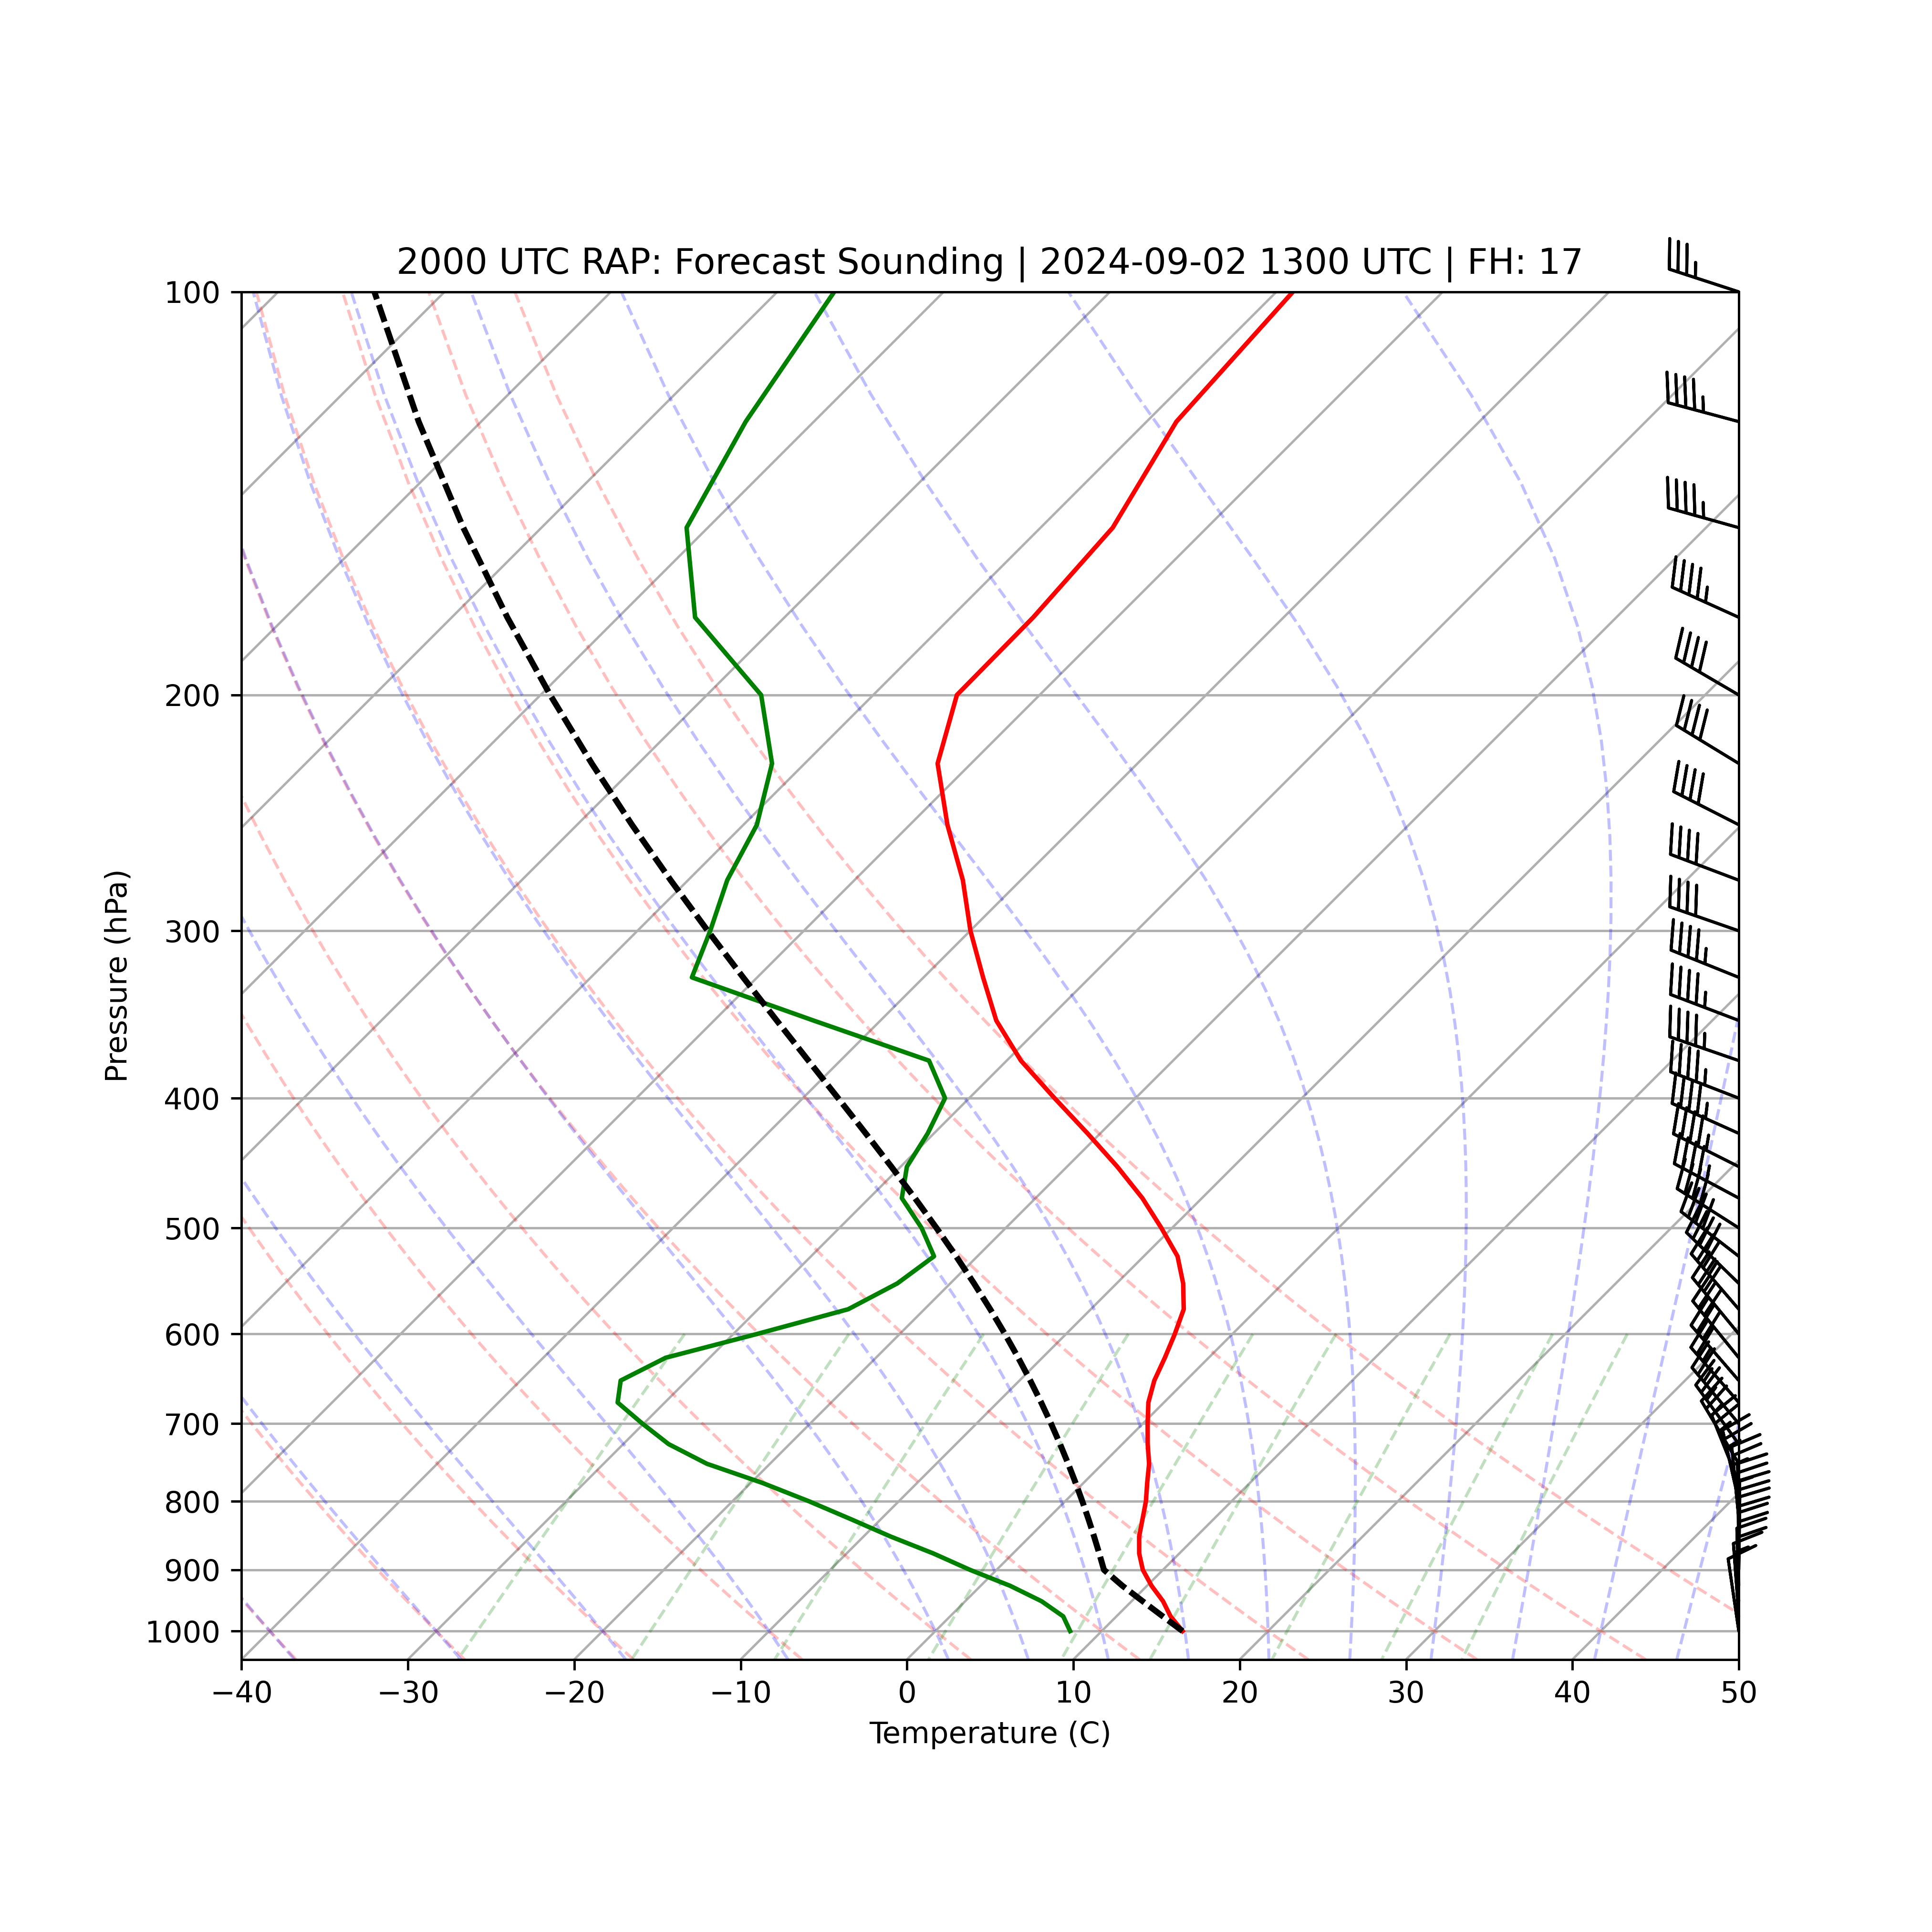 2000 UTC RAP: Forecast Sounding | 2024-09-02 1300 UTC | FH: 17
100
200
300
400
500
600
700
800
900
1000
Pressure (hPa)
−40 −30 −20 −10 0 10 20 30 40 50
Temperature (C)